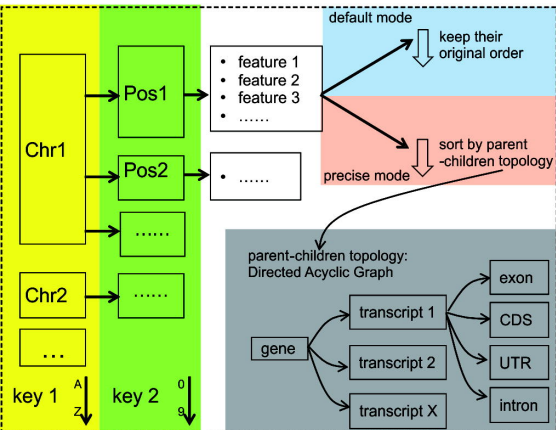 default mode
keep their
original order
• feature 1
• feature 2
• feature 3
• ......
Pos1
Chr1
sort by parent
-children topology
precise mode
Pos2
• ......
......
parent-children topology:
Directed Acyclic Graph
Chr2
......
exon
transcript 1
CDS
gene
...
transcript 2
UTR
transcript X
intron
key 1
A
Z
key 2
0
9